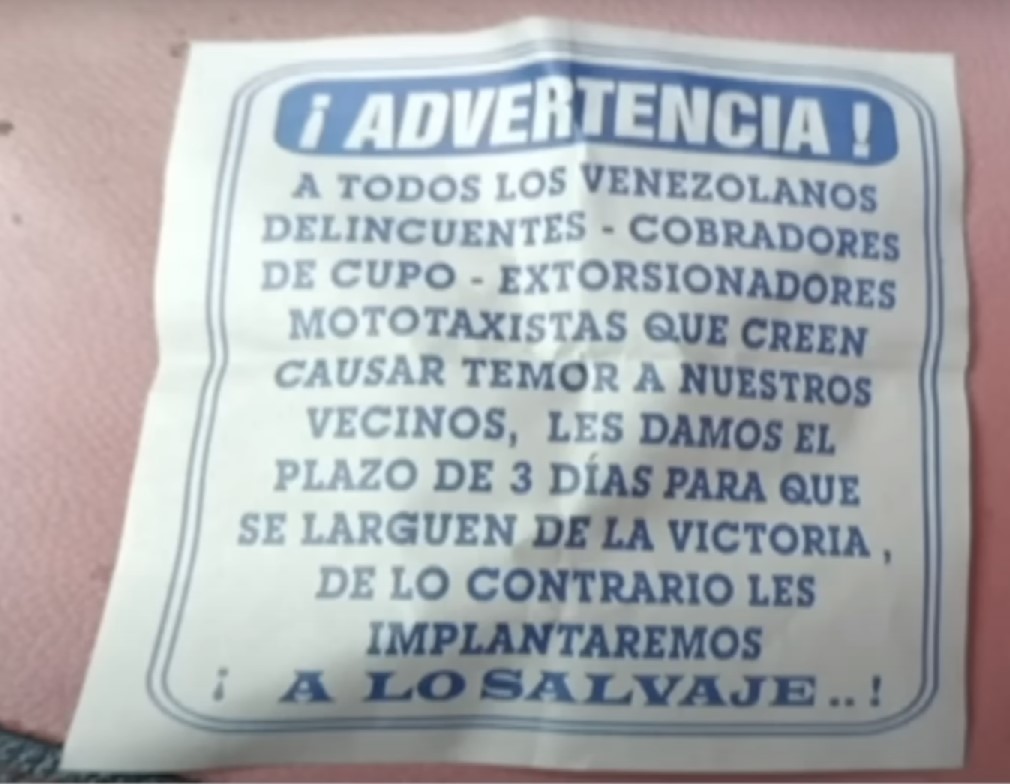 ¡ ADVERTENCIA !
A TODOS LOS VENEZOLANOS
DELINCUENTES - COBRADORES
DE CUPO - EXTORSIONADORES
MOTOTAXISTAS QUE CREEN
CAUSAR TEMOR A NUESTROS
VECINOS, LES DAMOS EL
PLAZO DE 3 DÍAS PARA QUE
SE LARGUEN DE LA VICTORIA ,
DE LO CONTRARIO LES
IMPLANTAREMOS
¡ A LO SALVAJE..!